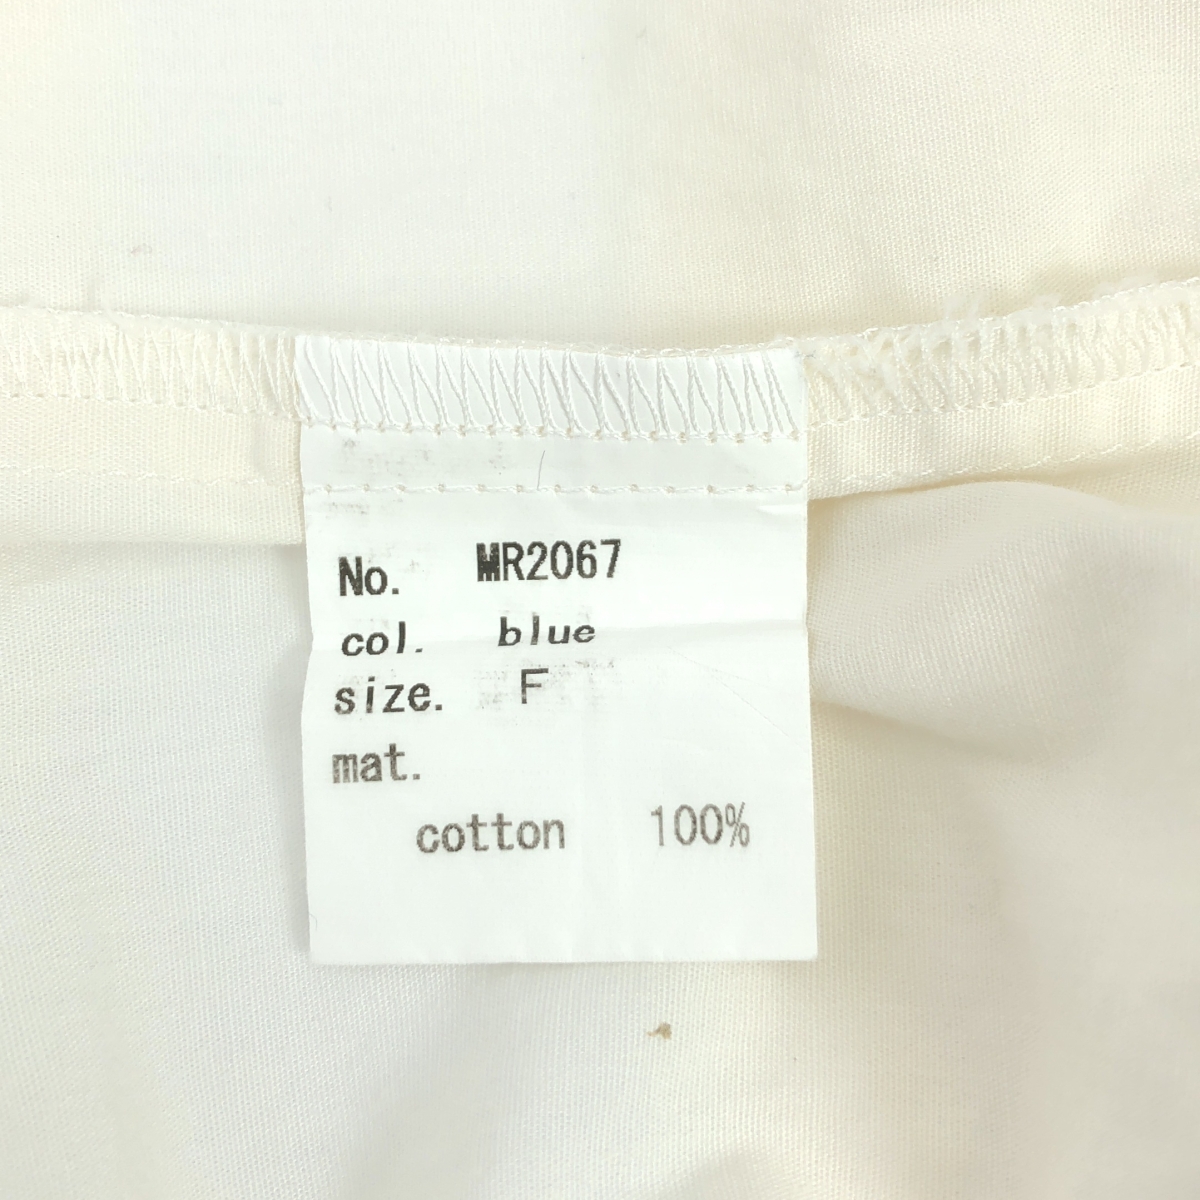 No. MR2067
col. blue
size. F
mat.
cotton 100%